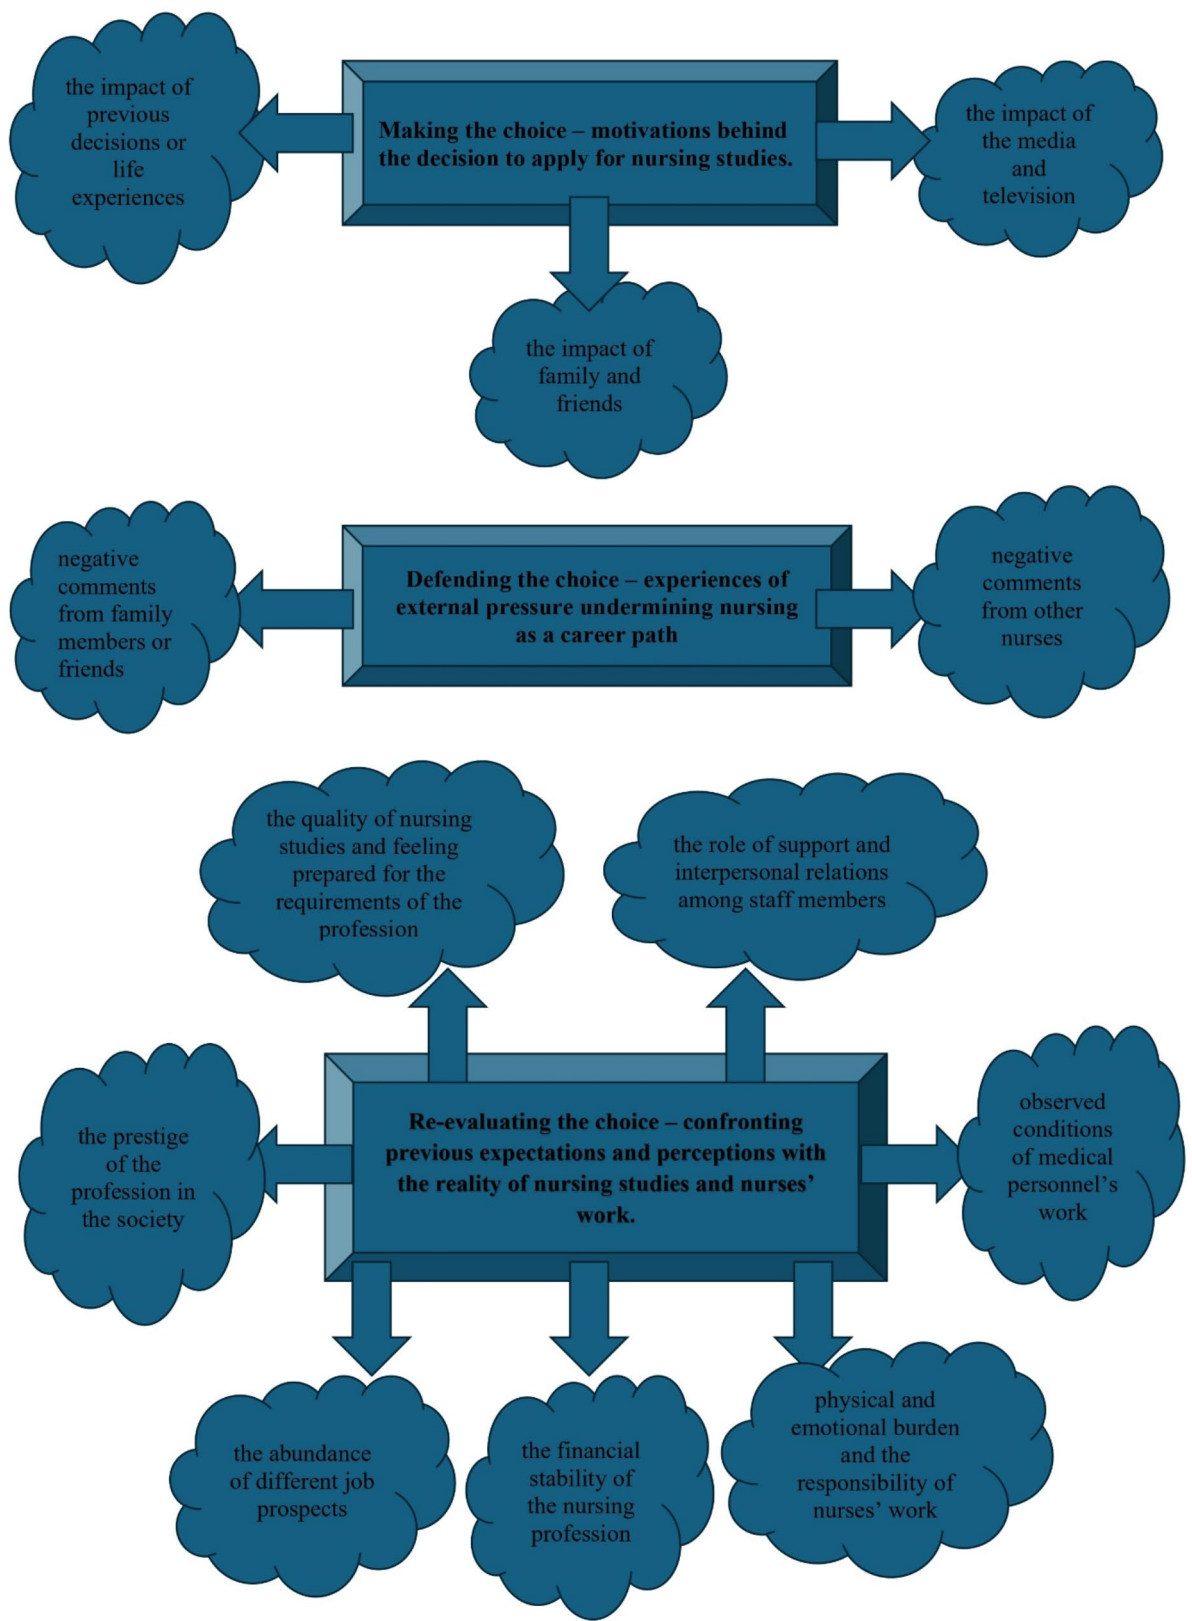 the impact of
previous
decisions or
life
experiences
Making the choice – motivations behind
the decision to apply for nursing studies.
the impact of
the media
and
television
the impact of
family and
friends
negative
comments
from family
members or
friends
Defending the choice – experiences of
external pressure undermining nursing
as a career path
negative
comments
from other
nurses
the quality of nursing
studies and feeling
prepared for the
requirements of the
profession
the role of support and
interpersonal relations
among staff members
the prestige
of the
profession in
the society
Re-evaluating the choice – confronting
previous expectations and perceptions with
the reality of nursing studies and nurses’
work.
observed
conditions
of medical
personnel’s
work
the abundance
of different job
prospects
the financial
stability of
the nursing
profession
physical and
emotional burden
and the
responsibility of
nurses’ work